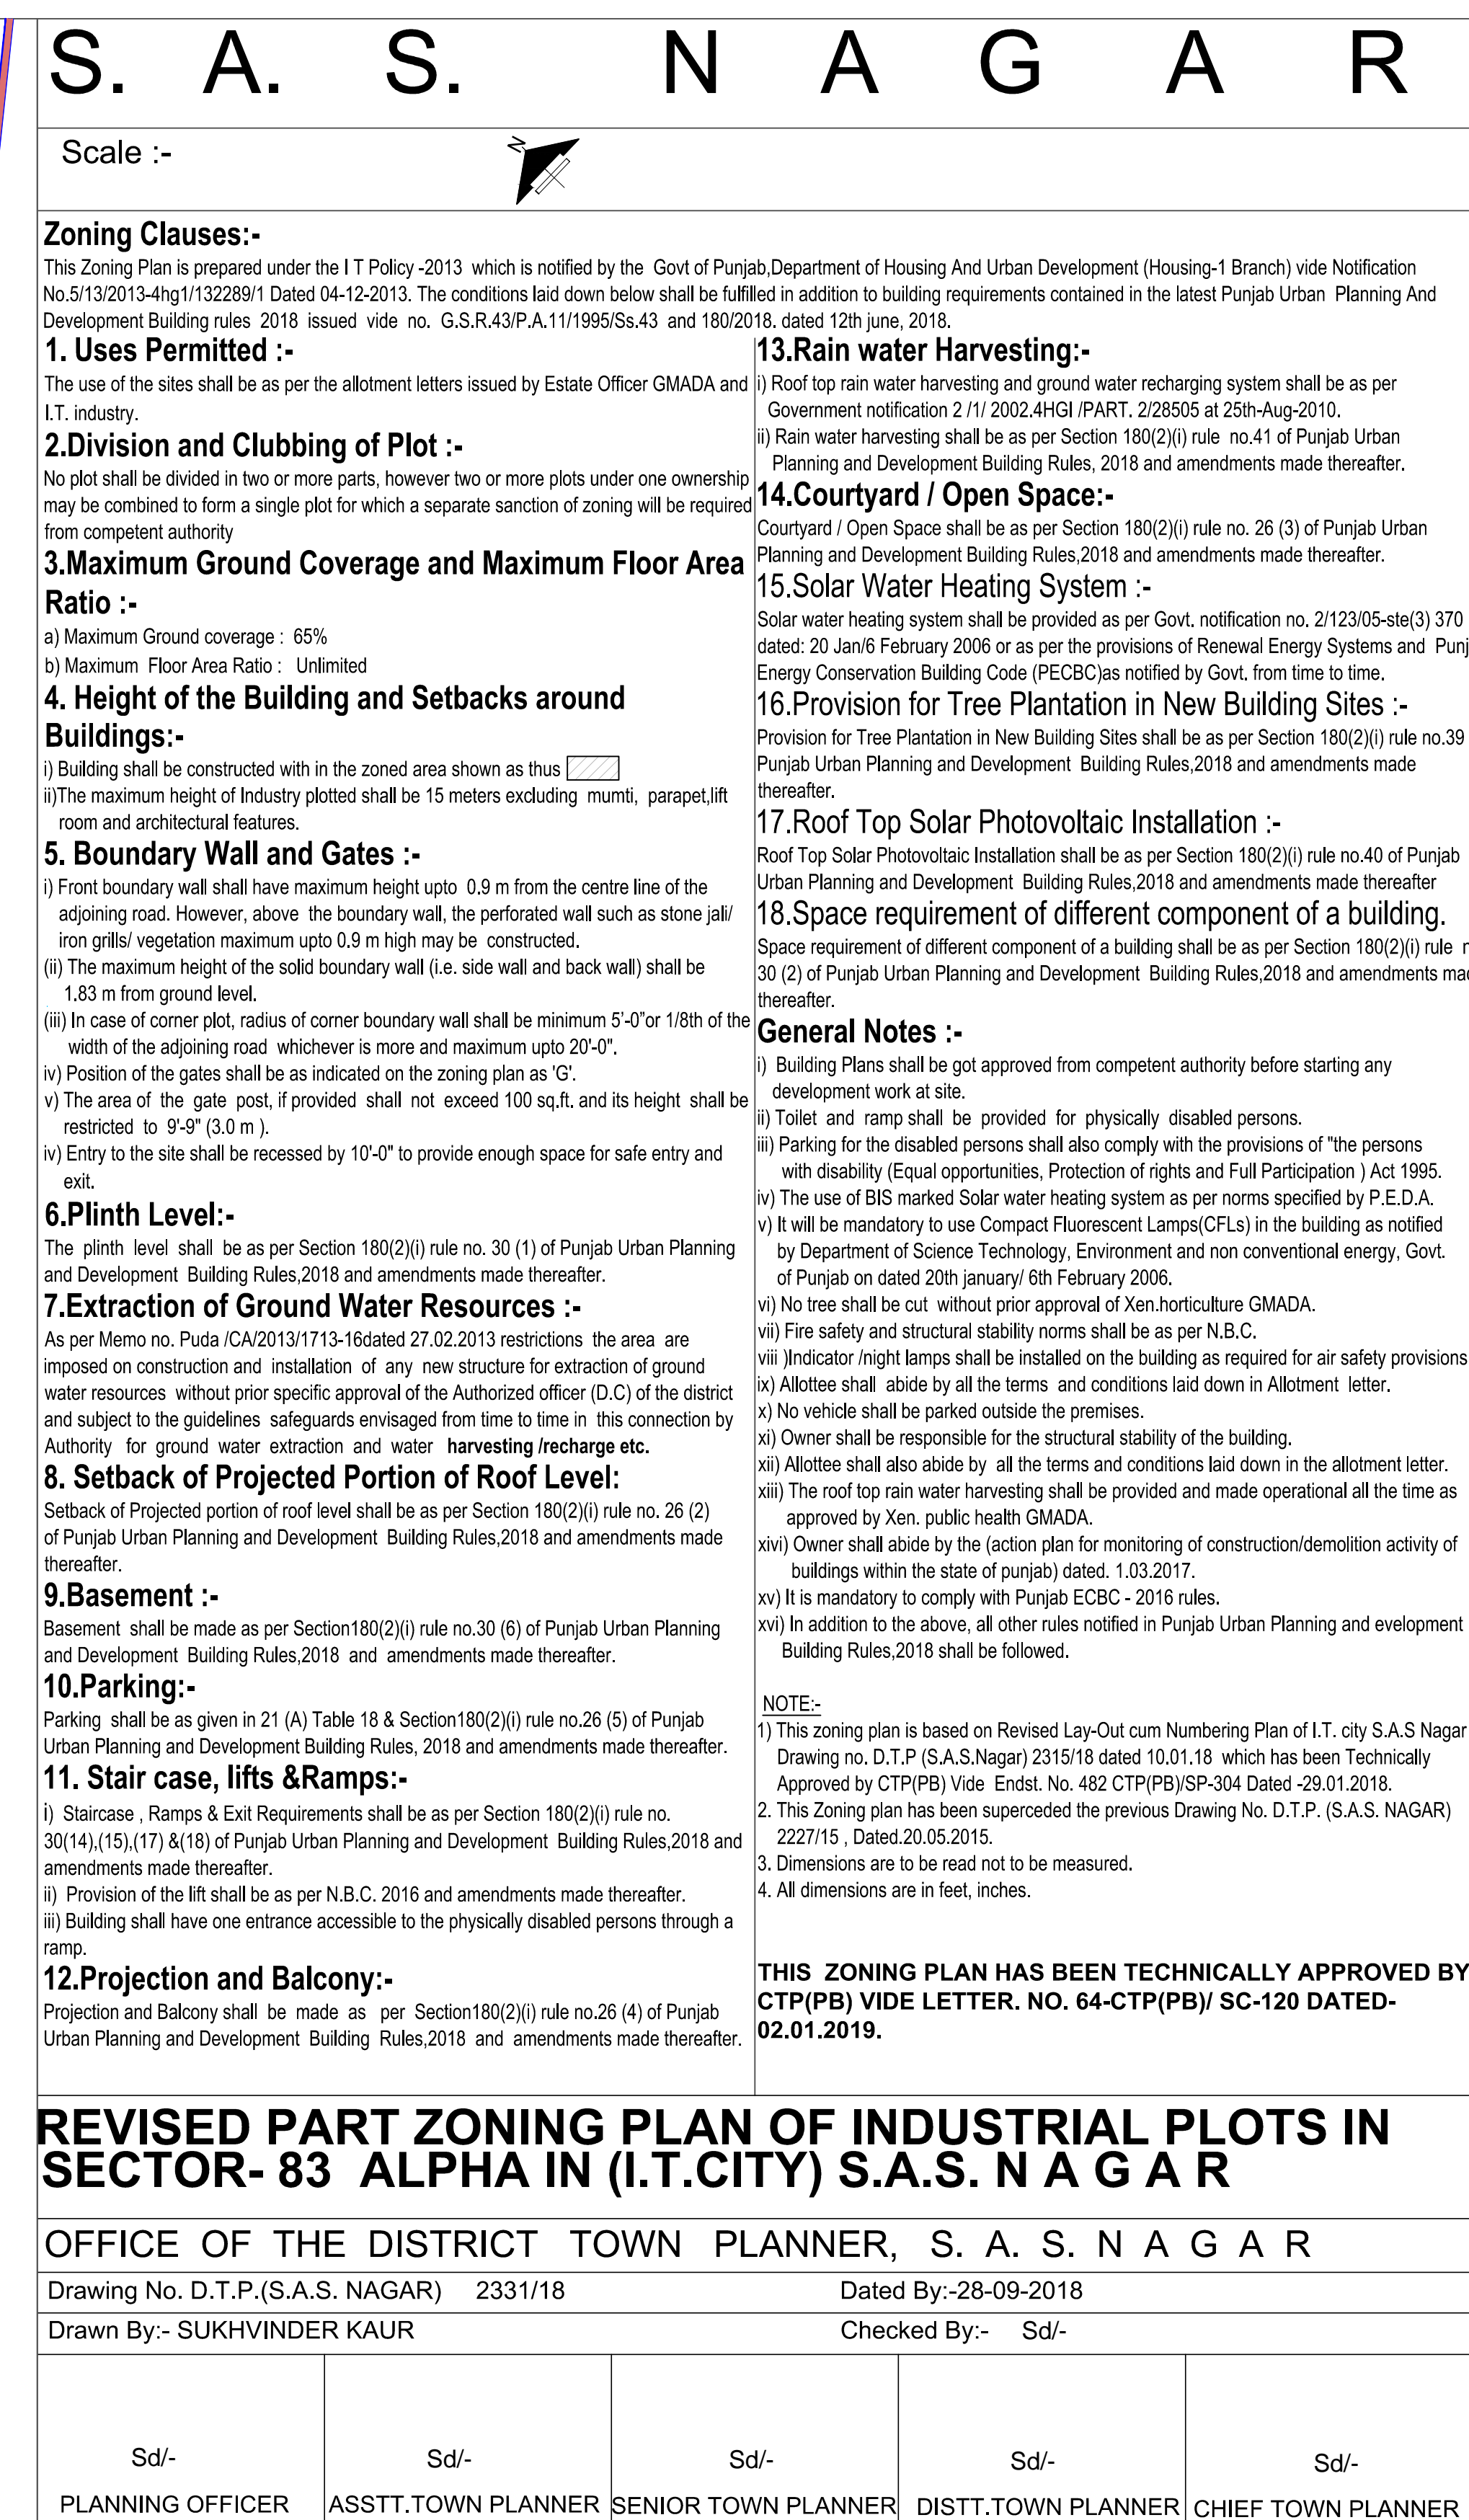 S. A. S. N A G A R
Scale :-
N
Zoning Clauses:-
This Zoning Plan is prepared under the I T Policy -2013 which is notified by the Govt of Punjab,Department of Housing And Urban Development (Housing-1 Branch) vide Notification
No.5/13/2013-4hg1/132289/1 Dated 04-12-2013. The conditions laid down below shall be fulfilled in addition to building requirements contained in the latest Punjab Urban Planning And
Development Building rules 2018 issued vide no. G.S.R.43/P.A.11/1995/Ss.43 and 180/2018. dated 12th june, 2018.
1. Uses Permitted :-
The use of the sites shall be as per the allotment letters issued by Estate Officer GMADA and
I.T. industry.
2.Division and Clubbing of Plot :-
No plot shall be divided in two or more parts, however two or more plots under one ownership
may be combined to form a single plot for which a separate sanction of zoning will be required
from competent authority
3.Maximum Ground Coverage and Maximum Floor Area
Ratio :-
a) Maximum Ground coverage : 65%
b) Maximum Floor Area Ratio : Unlimited
4. Height of the Building and Setbacks around
Buildings:-
i) Building shall be constructed with in the zoned area shown as thus
ii)The maximum height of Industry plotted shall be 15 meters excluding mumti, parapet,lift
room and architectural features.
5. Boundary Wall and Gates :-
i) Front boundary wall shall have maximum height upto 0.9 m from the centre line of the
adjoining road. However, above the boundary wall, the perforated wall such as stone jali/
iron grills/ vegetation maximum upto 0.9 m high may be constructed.
(ii) The maximum height of the solid boundary wall (i.e. side wall and back wall) shall be
1.83 m from ground level.
(iii) In case of corner plot, radius of corner boundary wall shall be minimum 5'-0”or 1/8th of the
width of the adjoining road whichever is more and maximum upto 20'-0".
iv) Position of the gates shall be as indicated on the zoning plan as 'G'.
v) The area of the gate post, if provided shall not exceed 100 sq.ft. and its height shall be
restricted to 9'-9" (3.0 m ).
iv) Entry to the site shall be recessed by 10'-0" to provide enough space for safe entry and
exit.
6.Plinth Level:-
The plinth level shall be as per Section 180(2)(i) rule no. 30 (1) of Punjab Urban Planning
and Development Building Rules,2018 and amendments made thereafter.
7.Extraction of Ground Water Resources :-
As per Memo no. Puda /CA/2013/1713-16dated 27.02.2013 restrictions the area are
imposed on construction and installation of any new structure for extraction of ground
water resources without prior specific approval of the Authorized officer (D.C) of the district
and subject to the guidelines safeguards envisaged from time to time in this connection by
Authority for ground water extraction and water harvesting /recharge etc.
8. Setback of Projected Portion of Roof Level:
Setback of Projected portion of roof level shall be as per Section 180(2)(i) rule no. 26 (2)
of Punjab Urban Planning and Development Building Rules,2018 and amendments made
thereafter.
9.Basement :-
Basement shall be made as per Section180(2)(i) rule no.30 (6) of Punjab Urban Planning
and Development Building Rules,2018 and amendments made thereafter.
10.Parking:-
Parking shall be as given in 21 (A) Table 18 & Section180(2)(i) rule no.26 (5) of Punjab
Urban Planning and Development Building Rules, 2018 and amendments made thereafter.
11. Stair case, lifts &Ramps:-
i) Staircase , Ramps & Exit Requirements shall be as per Section 180(2)(i) rule no.
30(14),(15),(17) &(18) of Punjab Urban Planning and Development Building Rules,2018 and
amendments made thereafter.
ii) Provision of the lift shall be as per N.B.C. 2016 and amendments made thereafter.
iii) Building shall have one entrance accessible to the physically disabled persons through a
ramp.
12.Projection and Balcony:-
Projection and Balcony shall be made as per Section180(2)(i) rule no.26 (4) of Punjab
Urban Planning and Development Building Rules,2018 and amendments made thereafter.
13.Rain water Harvesting:-
i) Roof top rain water harvesting and ground water recharging system shall be as per
Government notification 2 /1/ 2002.4HGI /PART. 2/28505 at 25th-Aug-2010.
ii) Rain water harvesting shall be as per Section 180(2)(i) rule no.41 of Punjab Urban
Planning and Development Building Rules, 2018 and amendments made thereafter.
14.Courtyard / Open Space:-
Courtyard / Open Space shall be as per Section 180(2)(i) rule no. 26 (3) of Punjab Urban
Planning and Development Building Rules,2018 and amendments made thereafter.
15.Solar Water Heating System :-
Solar water heating system shall be provided as per Govt. notification no. 2/123/05-ste(3) 370
dated: 20 Jan/6 February 2006 or as per the provisions of Renewal Energy Systems and
Energy Conservation Building Code (PECBC)as notified by Govt. from time to time.
16.Provision for Tree Plantation in New Building Sites :-
Provision for Tree Plantation in New Building Sites shall be as per Section 180(2)(i) rule no.39
Punjab Urban Planning and Development Building Rules,2018 and amendments made
thereafter.
17.Roof Top Solar Photovoltaic Installation :-
Roof Top Solar Photovoltaic Installation shall be as per Section 180(2)(i) rule no.40 of Punjab
Urban Planning and Development Building Rules,2018 and amendments made thereafter
18.Space requirement of different component of a building.
Space requirement of different component of a building shall be as per Section 180(2)(i) rule
30 (2) of Punjab Urban Planning and Development Building Rules,2018 and amendments
thereafter.
General Notes :-
i) Building Plans shall be got approved from competent authority before starting any
development work at site.
ii) Toilet and ramp shall be provided for physically disabled persons.
iii) Parking for the disabled persons shall also comply with the provisions of "the persons
with disability (Equal opportunities, Protection of rights and Full Participation ) Act 1995.
iv) The use of BIS marked Solar water heating system as per norms specified by P.E.D.A.
v) It will be mandatory to use Compact Fluorescent Lamps(CFLs) in the building as notified
by Department of Science Technology, Environment and non conventional energy, Govt.
of Punjab on dated 20th january/ 6th February 2006.
vi) No tree shall be cut without prior approval of Xen.horticulture GMADA.
vii) Fire safety and structural stability norms shall be as per N.B.C.
viii )Indicator /night lamps shall be installed on the building as required for air safety provisions
ix) Allottee shall abide by all the terms and conditions laid down in Allotment letter.
x) No vehicle shall be parked outside the premises.
xi) Owner shall be responsible for the structural stability of the building.
xii) Allottee shall also abide by all the terms and conditions laid down in the allotment letter.
xiii) The roof top rain water harvesting shall be provided and made operational all the time as
approved by Xen. public health GMADA.
xivi) Owner shall abide by the (action plan for monitoring of construction/demolition activity of
buildings within the state of punjab) dated. 1.03.2017.
xv) It is mandatory to comply with Punjab ECBC - 2016 rules.
xvi) In addition to the above, all other rules notified in Punjab Urban Planning and evelopment
Building Rules,2018 shall be followed.
NOTE:-
1) This zoning plan is based on Revised Lay-Out cum Numbering Plan of I.T. city S.A.S Nagar
Drawing no. D.T.P (S.A.S.Nagar) 2315/18 dated 10.01.18 which has been Technically
Approved by CTP(PB) Vide Endst. No. 482 CTP(PB)/SP-304 Dated -29.01.2018.
2. This Zoning plan has been superceded the previous Drawing No. D.T.P. (S.A.S. NAGAR)
2227/15 , Dated.20.05.2015.
3. Dimensions are to be read not to be measured.
4. All dimensions are in feet, inches.
THIS ZONING PLAN HAS BEEN TECHNICALLY APPROVED BY
CTP(PB) VIDE LETTER. NO. 64-CTP(PB)/ SC-120 DATED-
02.01.2019.
REVISED PART ZONING PLAN OF INDUSTRIAL PLOTS IN
SECTOR- 83 ALPHA IN (I.T.CITY) S.A.S. N A G A R
OFFICE OF THE DISTRICT TOWN PLANNER, S. A. S. N A G A R
Drawing No. D.T.P.(S.A.S. NAGAR) 2331/18 Dated By:-28-09-2018
Drawn By:- SUKHVINDER KAUR Checked By:- Sd/-
Sd/- Sd/- Sd/- Sd/- Sd/-
PLANNING OFFICER ASSTT.TOWN PLANNER SENIOR TOWN PLANNER DISTT.TOWN PLANNER CHIEF TOWN PLANNER